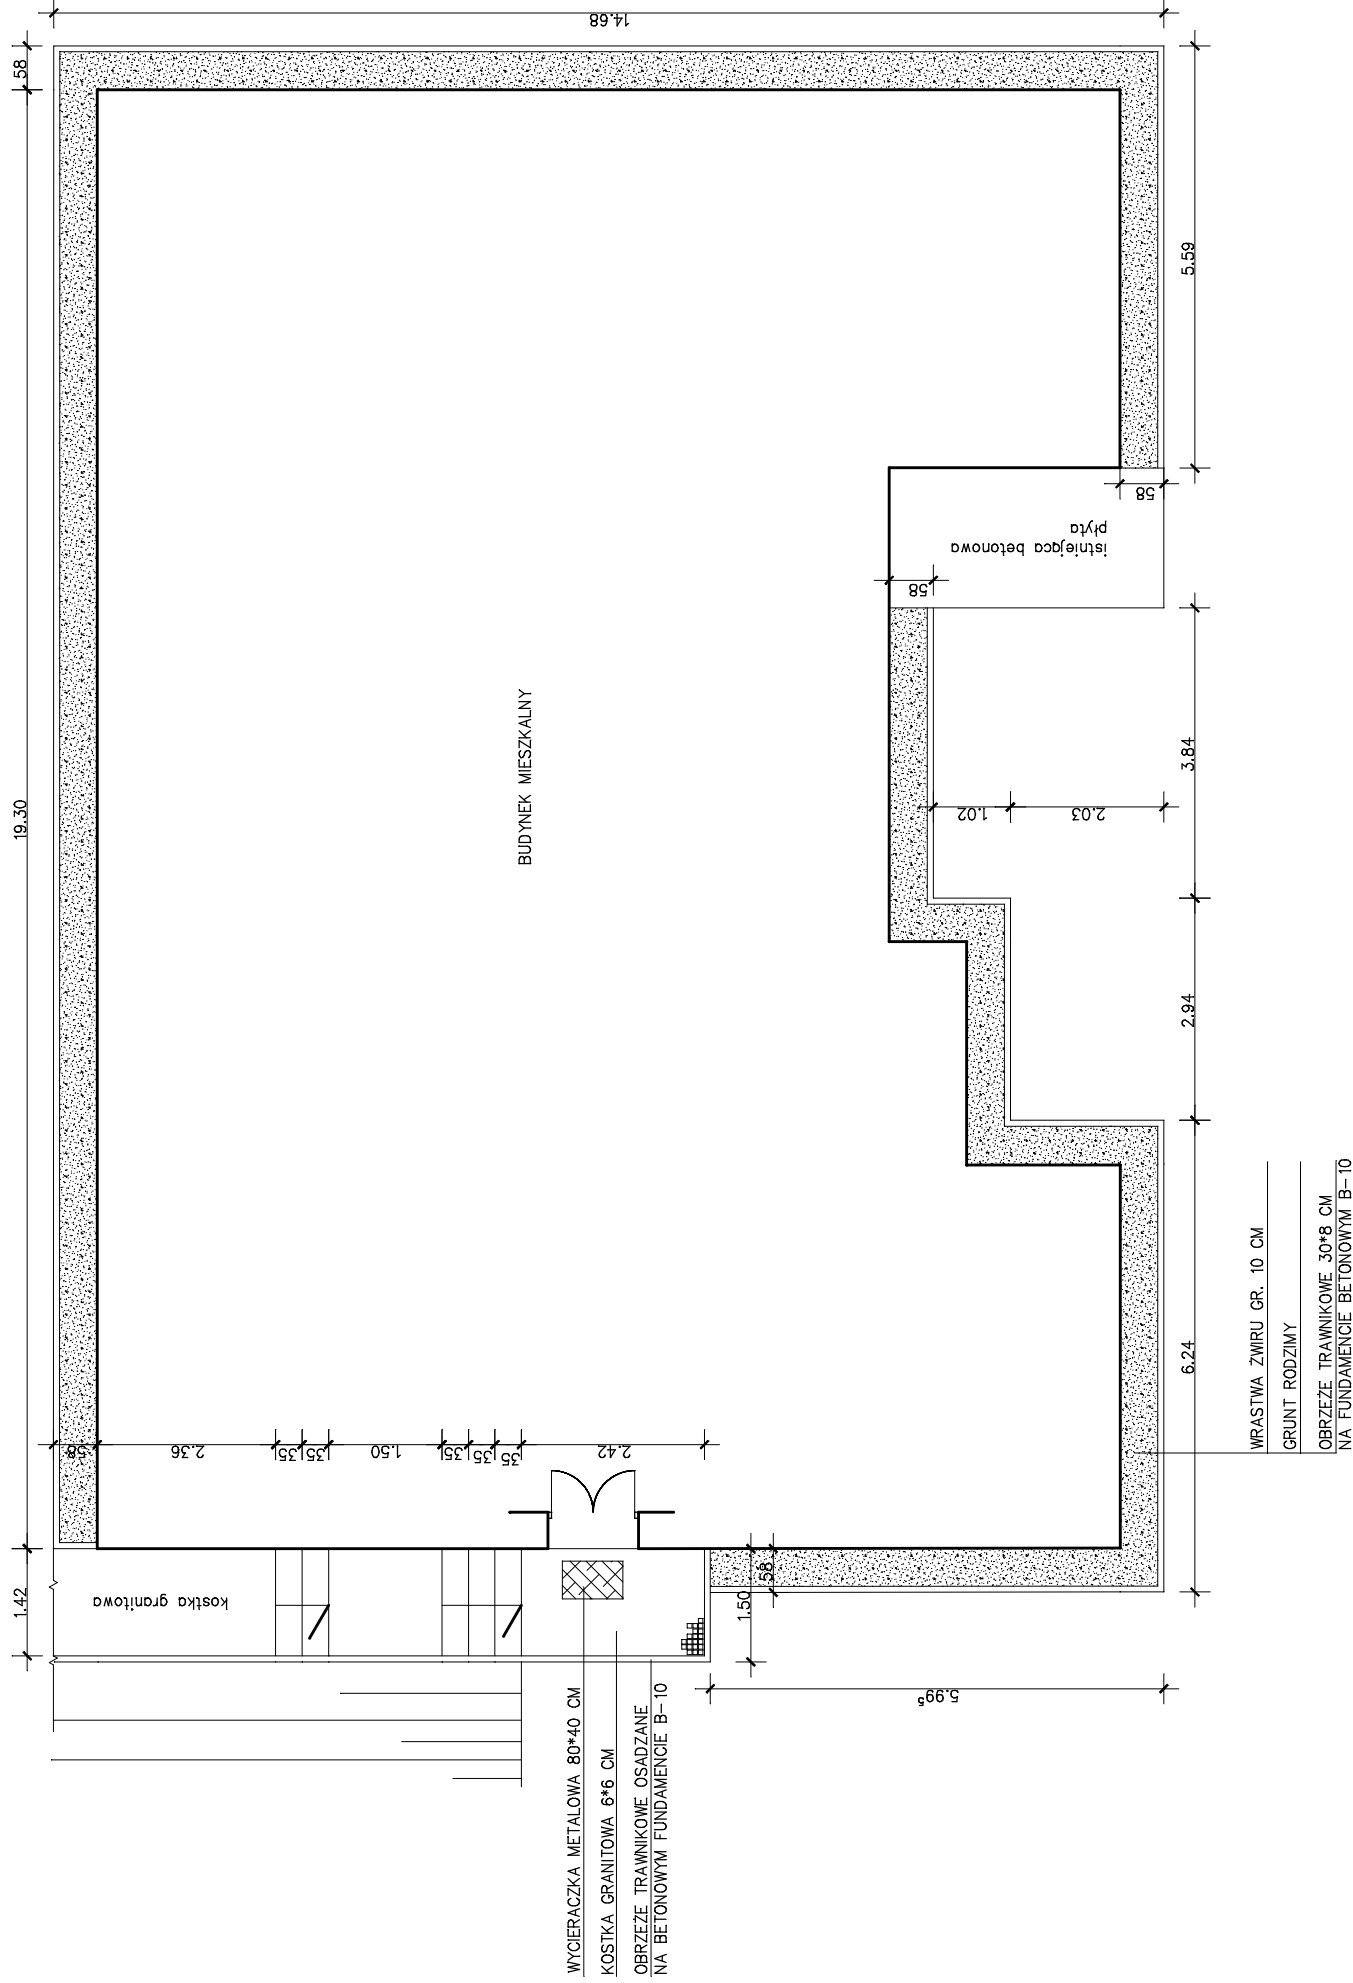 14.68
58
19.30
1.42
5.59
58
istniejąca betonowa
płyta
58
3.84
1.02
2.03
2.94
6.24
BUDYNEK MIESZKALNY
58
2.36
35
35
1.50
35
35
35
2.42
kostka granitowa
58
1.50
5.99⁵
WYCIERACZKA METALOWA 80*40 CM
KOSTKA GRANITOWA 6*6 CM
OBRZEŻE TRAWNIKOWE OSADZANE
NA BETONOWYM FUNDAMENCIE B-10
WRASTWA ŻWIRU GR. 10 CM
GRUNT RODZIMY
OBRZEŻE TRAWNIKOWE 30*8 CM
NA FUNDAMENCIE BETONOWYM B-10